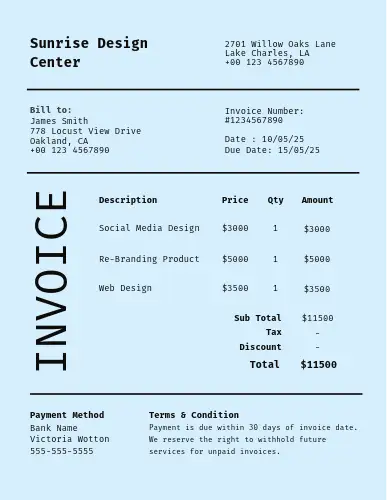 Sunrise Design
Center
2701 Willow Oaks Lane
Lake Charles, LA
+00 123 4567890
Bill to:
James Smith
778 Locust View Drive
Oakland, CA
+00 123 4567890
Invoice Number:
#1234567890
Date : 10/05/25
Due Date: 15/05/25
INVOICE
Description Price Qty Amount
Social Media Design $3000 1 $3000
Re-Branding Product $5000 1 $5000
Web Design $3500 1 $3500
Sub Total $11500
Tax -
Discount -
Total $11500
Payment Method
Bank Name
Victoria Wotton
555-555-5555
Terms & Condition
Payment is due within 30 days of invoice date.
We reserve the right to withhold future
services for unpaid invoices.